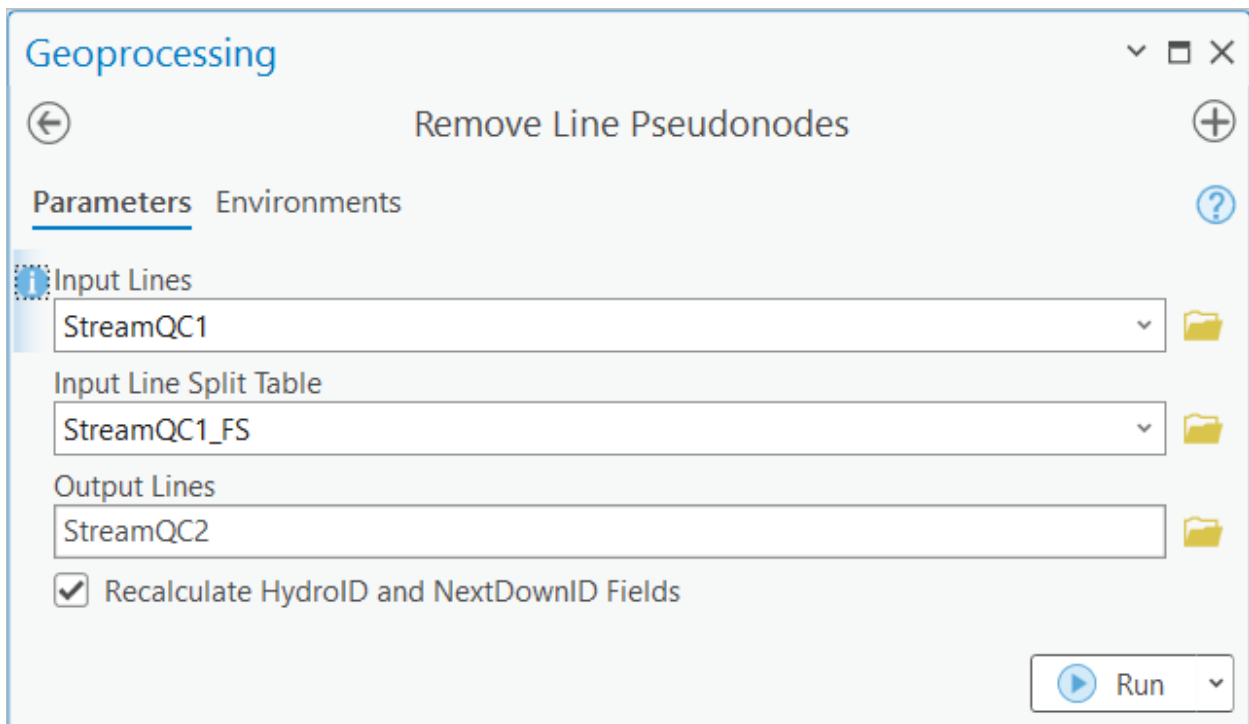 Geoprocessing
Remove Line Pseudonodes
Parameters Environments
Input Lines
StreamQC1
Input Line Split Table
StreamQC1_FS
Output Lines
StreamQC2
Recalculate HydroID and NextDownID Fields
Run